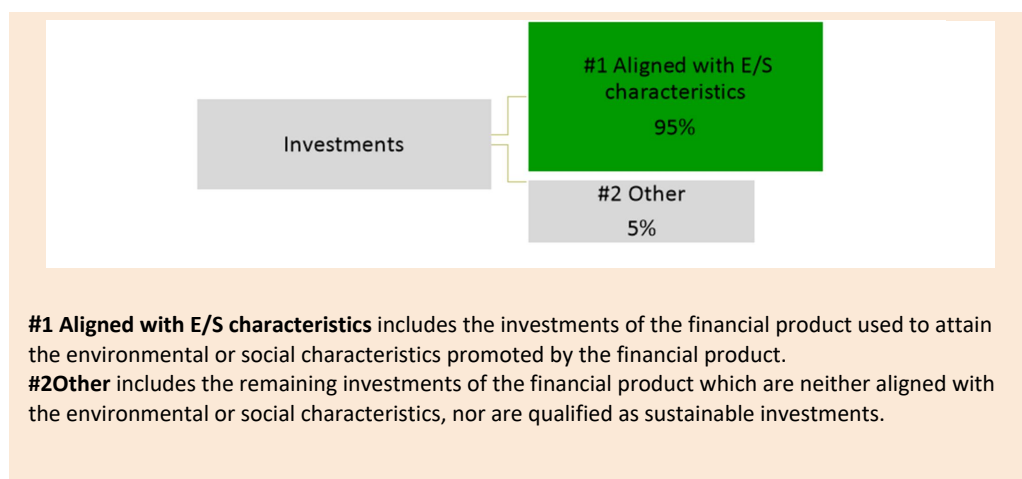 #1 Aligned with E/S
characteristics
95%
Investments
#2 Other
5%
#1 Aligned with E/S characteristics includes the investments of the financial product used to attain
the environmental or social characteristics promoted by the financial product.
#2Other includes the remaining investments of the financial product which are neither aligned with
the environmental or social characteristics, nor are qualified as sustainable investments.